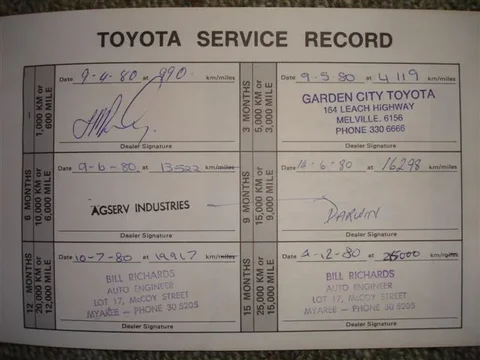 TOYOTA SERVICE RECORD
1,000 KM or
600 MILE
Date 9-4-80 at 990 km/miles
Dealer Signature
3 MONTHS
5,000 KM or
3,000 MILE
Date 9-5-80 at 4119 km/miles
GARDEN CITY TOYOTA
164 LEACH HIGHWAY
MELVILLE. 6156
PHONE 330 6666
Dealer Signature
6 MONTHS
10,000 KM or
6,000 MILE
Date 9-6-80 at 13522 km/miles
AGSERV INDUSTRIES
Dealer Signature
9 MONTHS
15,000 KM or
9,000 MILE
Date -6-80 at 16298 km/miles
DARWIN
Dealer Signature
12 MONTHS
20,000 KM or
12,000 MILE
Date 10-7-80 at 19917 km/miles
BILL RICHARDS
AUTO ENGINEER
LOT 17, McCOY STREET
MYAREE — PHONE 30 5205
Dealer Signature
15 MONTHS
25,000 KM or
15,000 MILE
Date 4-12-80 at km/miles
BILL RICHARDS
AUTO ENGINEER
LOT 17, McCOY STREET
MYAREE — PHONE 30 5205
Dealer Signature